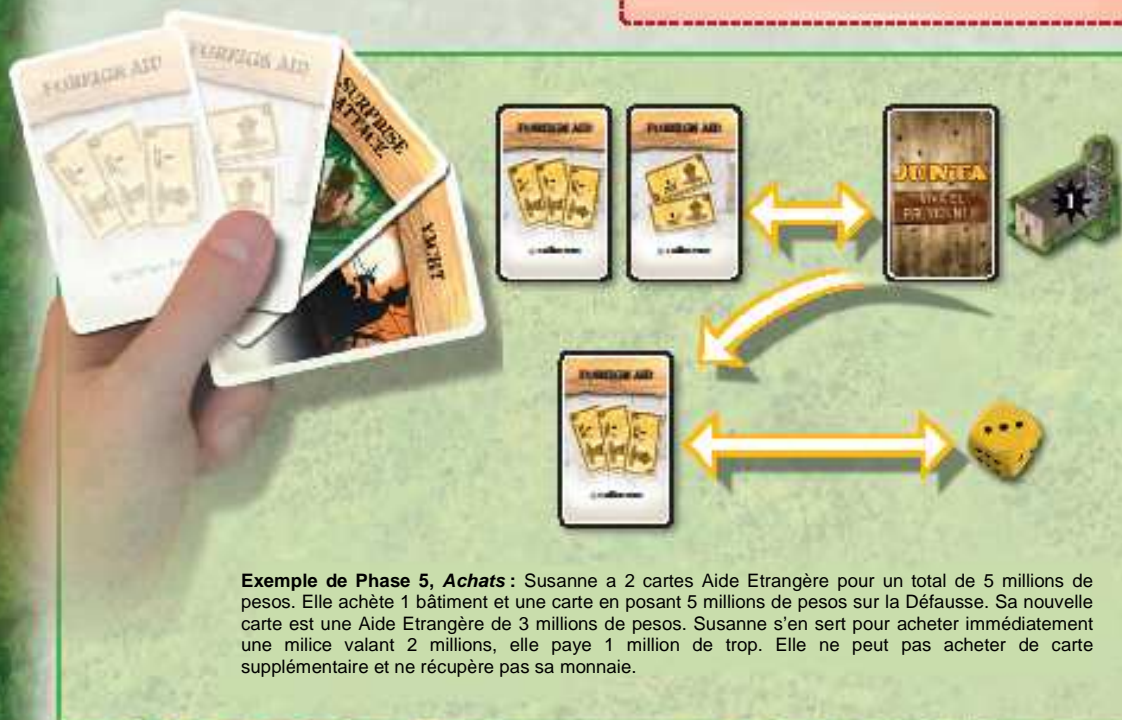 FOREIGN AID
FOREIGN AID
SURPRISE
ATTACK
YACHT
FOREIGN AID
FOREIGN AID
JUNTA
VIVA EL
PRESIDENTE
1
FOREIGN AID
Exemple de Phase 5, Achats : Susanne a 2 cartes Aide Etrangère pour un total de 5 millions de
pesos. Elle achète 1 bâtiment et une carte en posant 5 millions de pesos sur la Défausse. Sa nouvelle
carte est une Aide Etrangère de 3 millions de pesos. Susanne s’en sert pour acheter immédiatement
une milice valant 2 millions, elle paye 1 million de trop. Elle ne peut pas acheter de carte
supplémentaire et ne récupère pas sa monnaie.